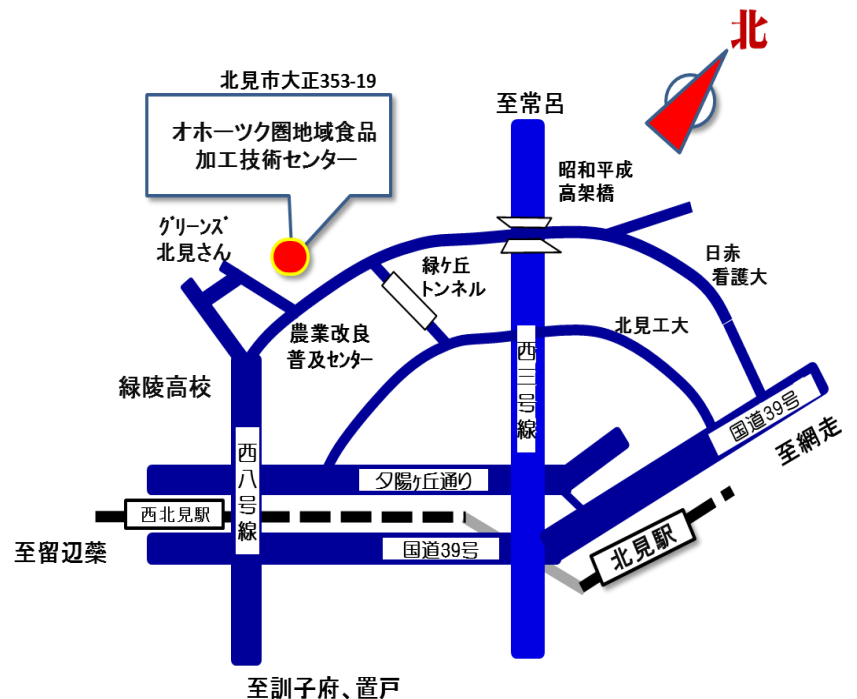 北
北見市大正353-19
オホーツク圏地域食品
加工技術センター
至常呂
昭和平成
高架橋
グリーンズ
北見さん
緑ケ丘
トンネル
日赤
看護大
農業改良
普及センター
北見工大
緑陵高校
西三号線
国道39号
至網走
西八号線
夕陽ヶ丘通り
西北見駅
北見駅
至留辺蘂
国道39号
至訓子府、置戸